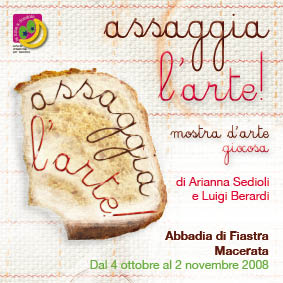 assaggia
l'arte!
mostra d'arte
giocosa
assaggia
l'arte!
di Arianna Sedioli
e Luigi Berardi
Abbadia di Fiastra
Macerata
Dal 4 ottobre al 2 novembre 2008